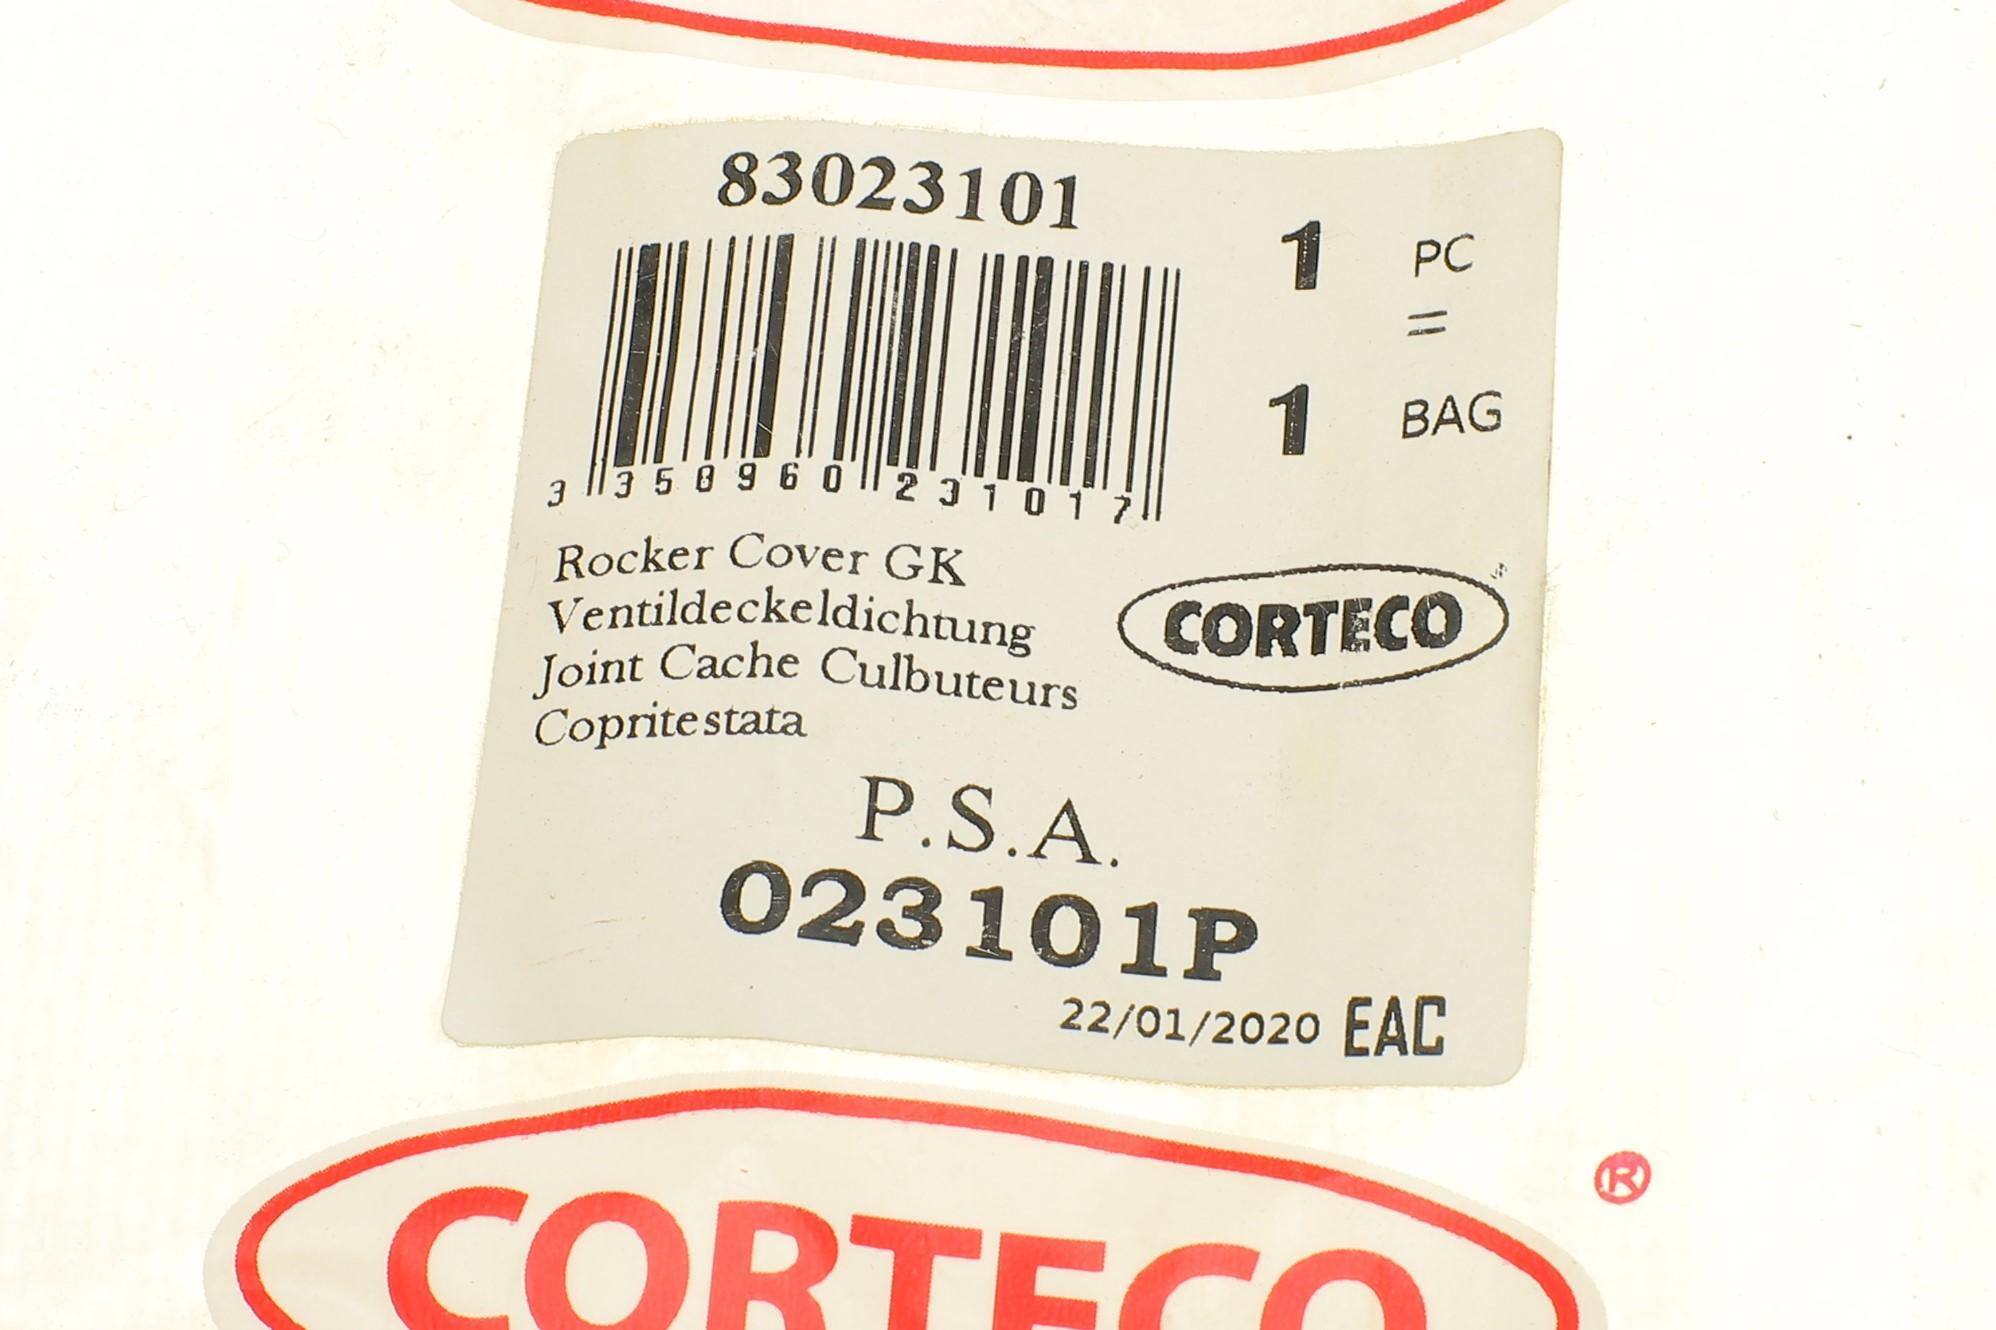 83023101
1 PC
=
1 BAG
3 358960 231017
Rocker Cover GK
Ventildeckeldichtung
Joint Cache Culbuteurs
Copritestata
CORTECO®
P.S.A.
023101P
22/01/2020 EAC
CORTECO®